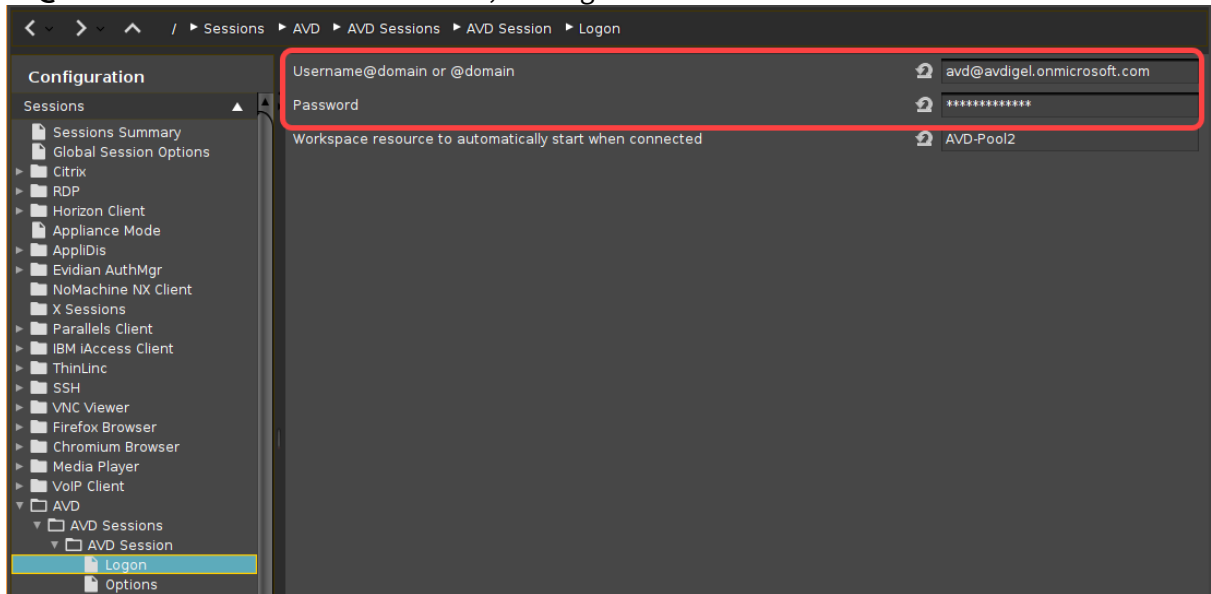 / Sessions AVD AVD Sessions AVD Session Logon
Configuration
Sessions
Sessions Summary
Global Session Options
Citrix
RDP
Horizon Client
Appliance Mode
AppliDis
Evidian AuthMgr
NoMachine NX Client
X Sessions
Parallels Client
IBM iAccess Client
ThinLinc
SSH
VNC Viewer
Firefox Browser
Chromium Browser
Media Player
VoIP Client
AVD
AVD Sessions
AVD Session
Logon
Options
Username@domain or @domain avd@avdigel.onmicrosoft.com
Password *************
Workspace resource to automatically start when connected AVD-Pool2